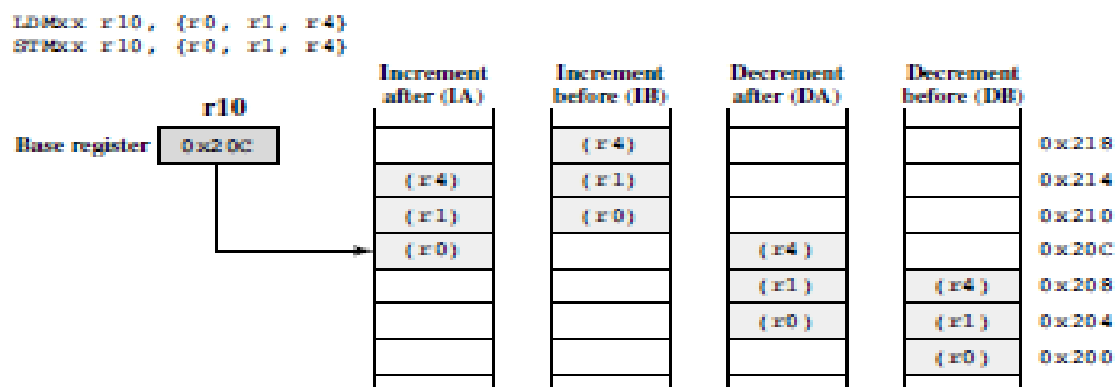 LDMxx r10, {r0, r1, r4}
STMxx r10, {r0, r1, r4}
Increment after (IA)
Increment before (IB)
Decrement after (DA)
Decrement before (DB)
r10
Base register 0x20C
(r4) 0x218
(r4) (r1) 0x214
(r1) (r0) 0x210
(r0) (r4) 0x20C
(r1) (r4) 0x208
(r0) (r1) 0x204
(r0) 0x200